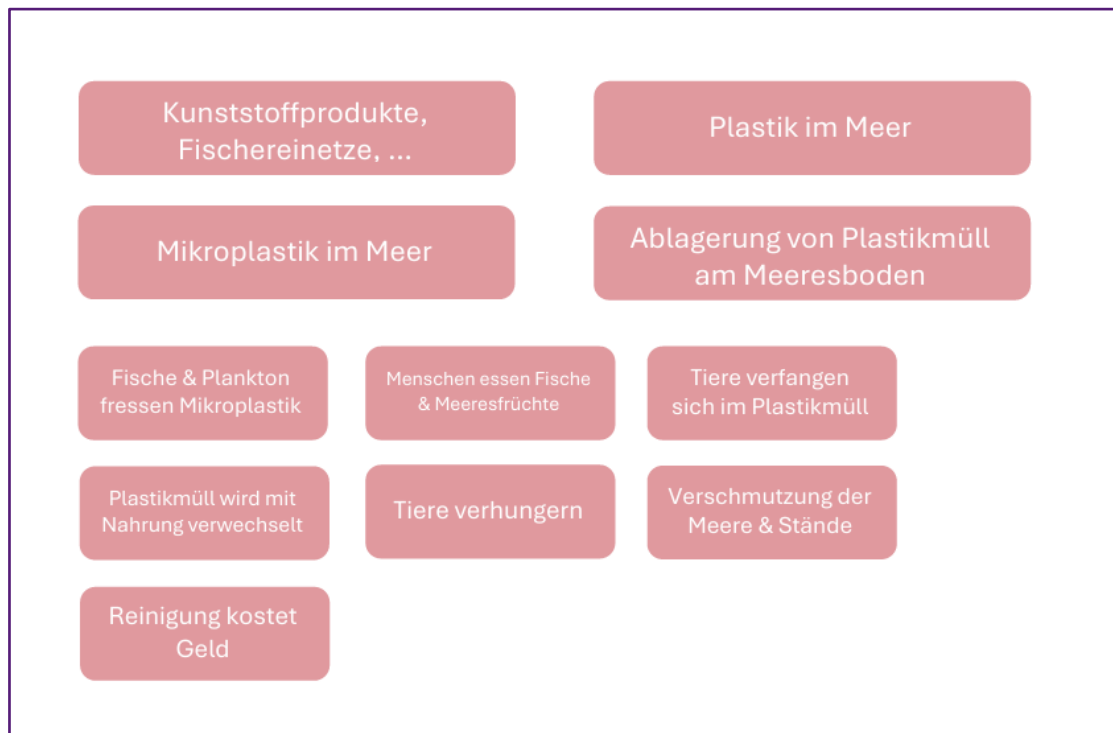 Kunststoffprodukte,
Fischereinetze, ...
Plastik im Meer
Mikroplastik im Meer
Ablagerung von Plastikmüll
am Meeresboden
Fische & Plankton
fressen Mikroplastik
Menschen essen Fische
& Meeresfrüchte
Tiere verfangen
sich im Plastikmüll
Plastikmüll wird mit
Nahrung verwechselt
Tiere verhungern
Verschmutzung der
Meere & Stände
Reinigung kostet
Geld